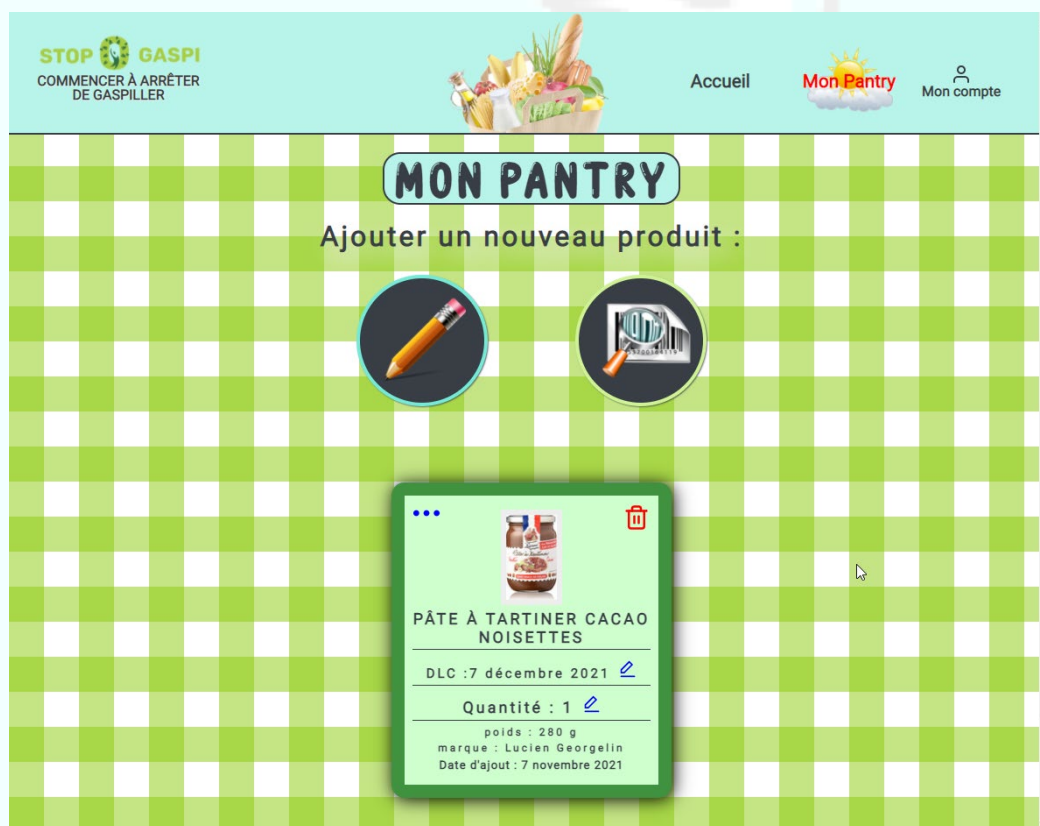 STOP GASPI
COMMENCER À ARRÊTER
DE GASPILLER
Accueil
Mon Pantry
Mon compte
MON PANTRY
Ajouter un nouveau produit :
PÂTE À TARTINER CACAO
NOISETTES
DLC :7 décembre 2021
Quantité : 1
poids : 280 g
marque : Lucien Georgelin
Date d'ajout : 7 novembre 2021